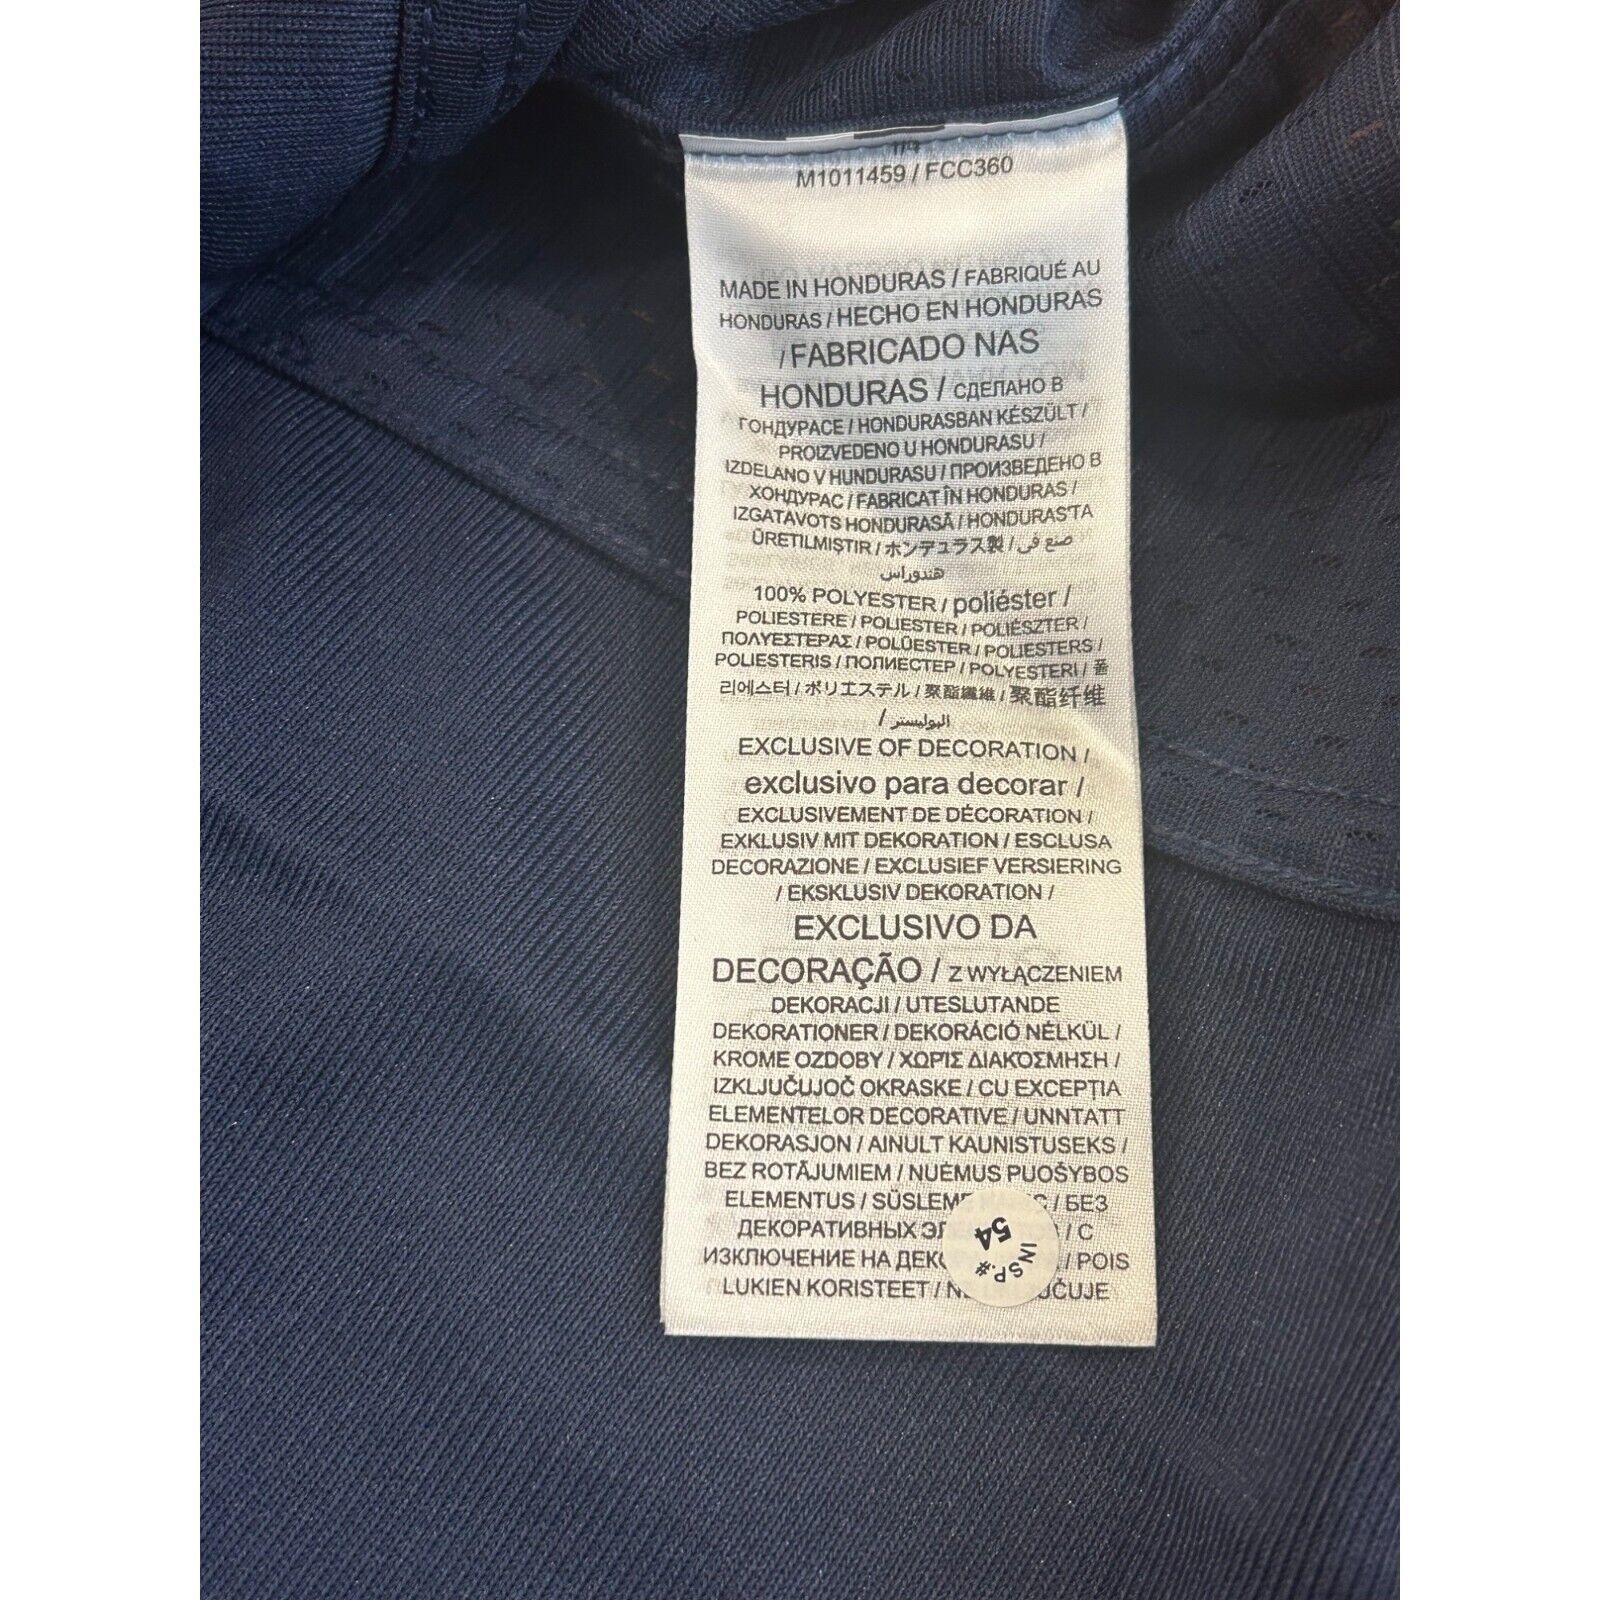 M1011459 / FCC360
MADE IN HONDURAS / FABRIQUÉ AU
HONDURAS / HECHO EN HONDURAS
/ FABRICADO NAS
HONDURAS / СДЕЛАНО В
ГОНДУРАСЕ / HONDURASBAN KÉSZÜLT /
PROIZVEDENO U HONDURASU /
IZDELANO V HUNDURASU / ПРОИЗВЕДЕНО В
ХОНДУРАС / FABRICAT ÎN HONDURAS /
IZGATAVOTS HONDURASĀ / HONDURAS'TA
ÜRETILMIŞTIR / ホンデュラス製 / صنع في
هندوراس
100% POLYESTER / poliéster /
POLIESTERE / POLIESTER / POLIÉSZTER /
ΠΟΛΥΕΣΤΕΡΑΣ / POLÜESTER / POLIESTERS /
POLIESTERIS / ПОЛИЕСТЕР / POLYESTERI / 폴
리에스터 / ポリエステル / 聚酯纖維 / 聚酯纤维
/ البوليستر
EXCLUSIVE OF DECORATION /
exclusivo para decorar /
EXCLUSIVEMENT DE DÉCORATION /
EXKLUSIV MIT DEKORATION / ESCLUSA
DECORAZIONE / EXCLUSIEF VERSIERING
/ EKSKLUSIV DEKORATION /
EXCLUSIVO DA
DECORAÇÃO / Z WYŁĄCZENIEM
DEKORACJI / UTESLUTANDE
DEKORATIONER / DEKORÁCIÓ NÉLKÜL /
KROME OZDOBY / ΧΩΡΙΣ ΔΙΑΚΌΣΜΗΣΗ /
IZKLJUČUJOČ OKRASKE / CU EXCEPȚIA
ELEMENTELOR DECORATIVE / UNNTATT
DEKORASJON / AINULT KAUNISTUSEKS /
BEZ ROTĀJUMIEM / NUĖMUS PUOŠYBOS
ELEMENTUS / / БЕЗ
ДЕКОРАТИВНЫХ / С
ИЗКЛЮЧЕНИЕ НА / POIS
LUKIEN KORISTEET /
INSP.#
54